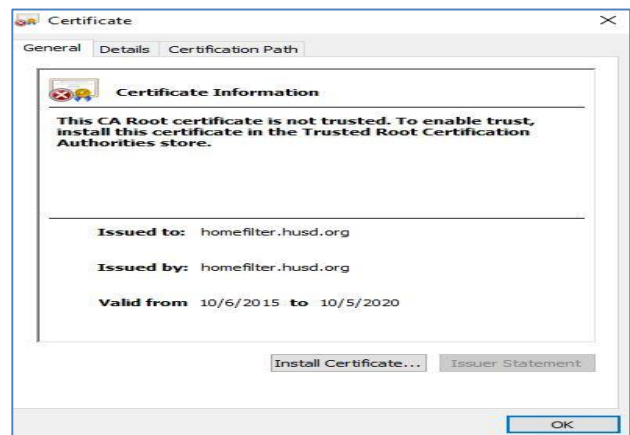 Certificate
General Details Certification Path
Certificate Information
This CA Root certificate is not trusted. To enable trust,
install this certificate in the Trusted Root Certification
Authorities store.
Issued to: homefilter.husd.org
Issued by: homefilter.husd.org
Valid from 10/6/2015 to 10/5/2020
Install Certificate... Issuer Statement
OK